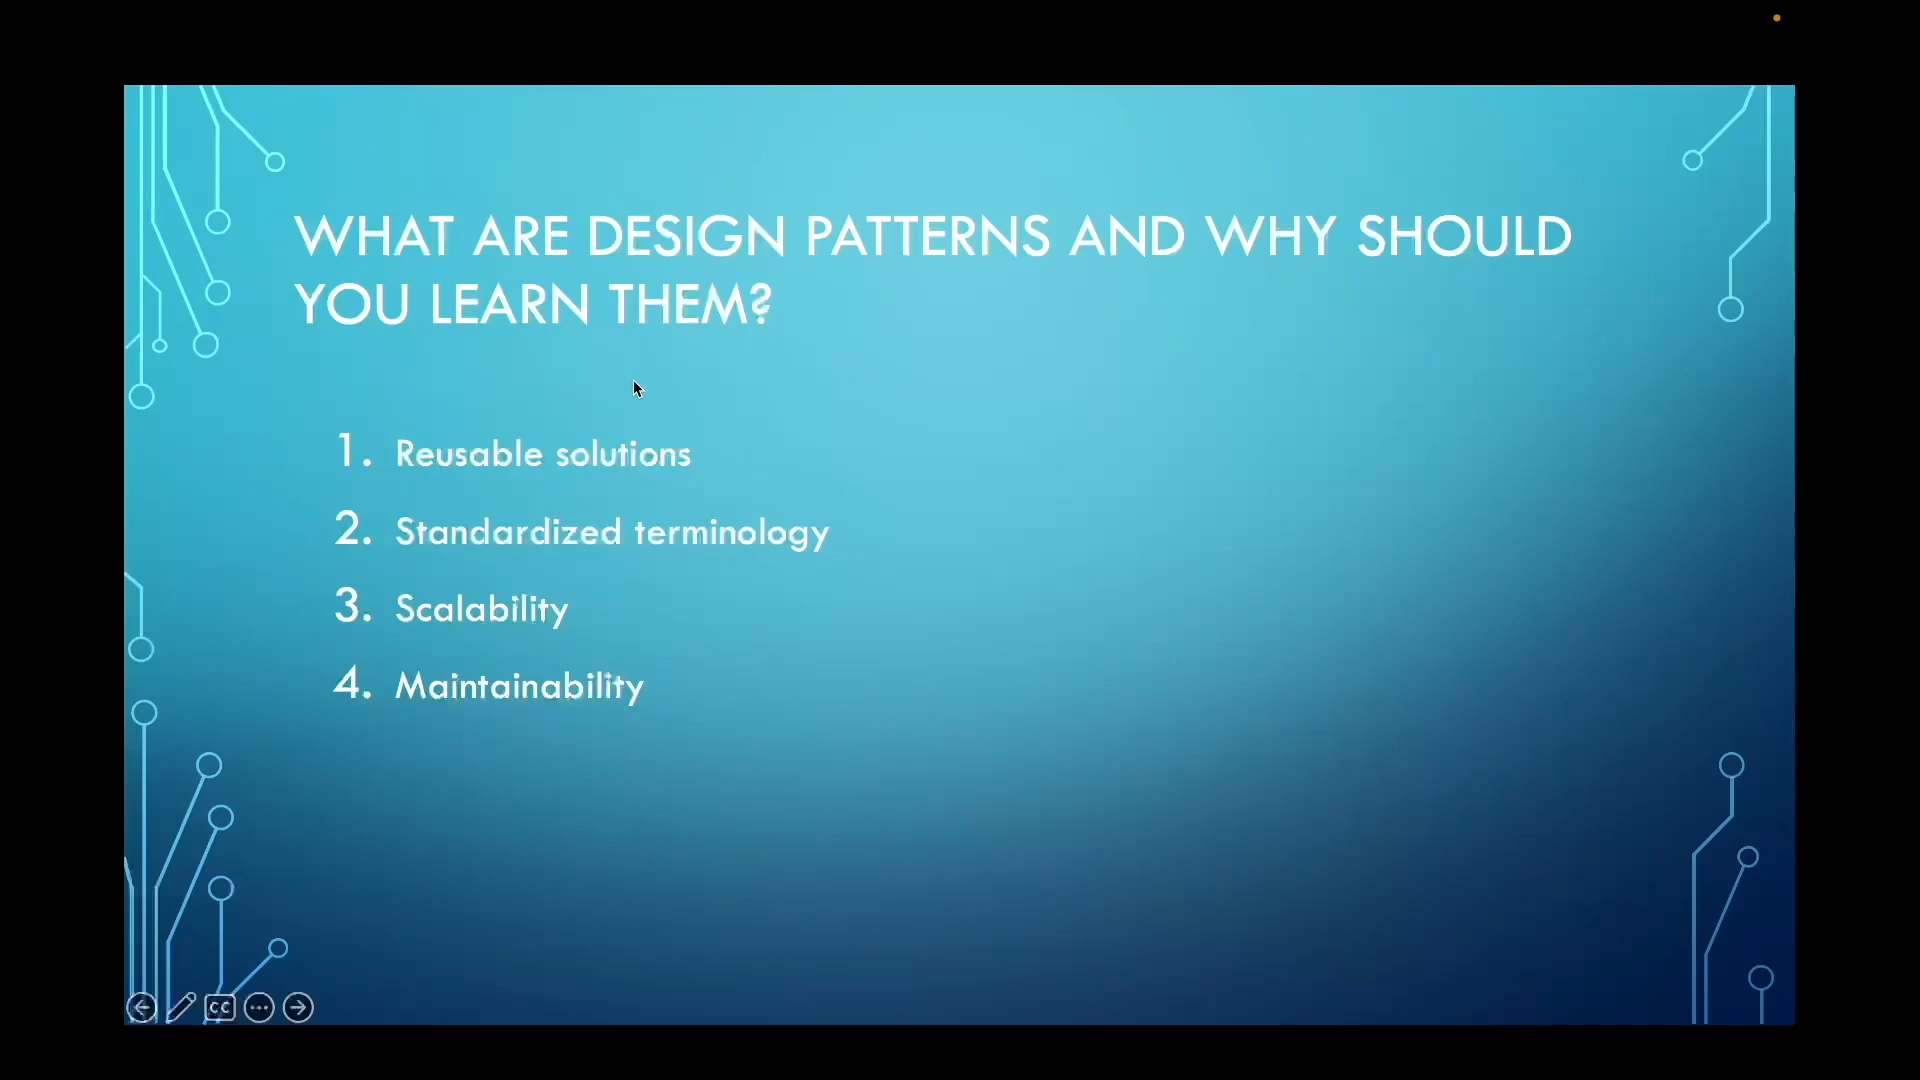 WHAT ARE DESIGN PATTERNS AND WHY SHOULD
YOU LEARN THEM?
1. Reusable solutions
2. Standardized terminology
3. Scalability
4. Maintainability
CC